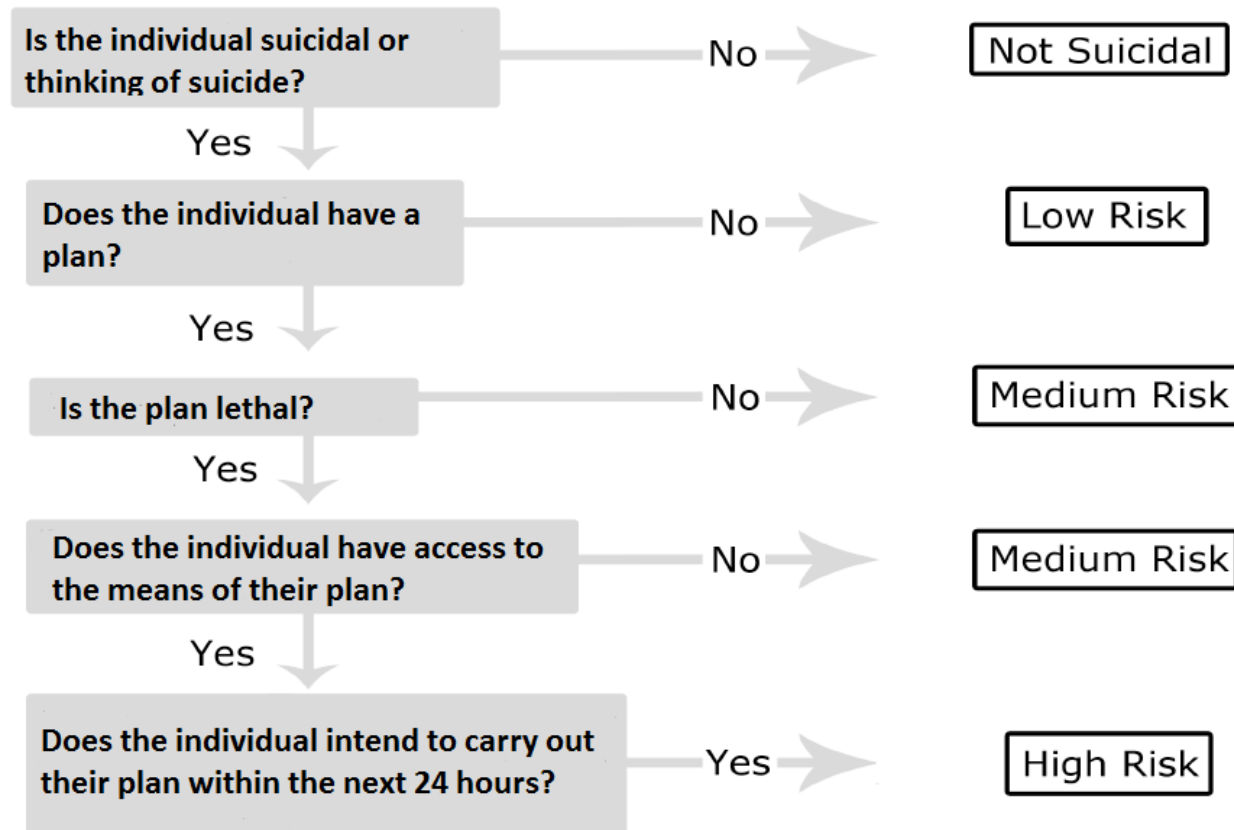 Is the individual suicidal or
thinking of suicide?
No
Not Suicidal
Yes
Does the individual have a
plan?
No
Low Risk
Yes
Is the plan lethal?
No
Medium Risk
Yes
Does the individual have access to
the means of their plan?
No
Medium Risk
Yes
Does the individual intend to carry out
their plan within the next 24 hours?
Yes
High Risk